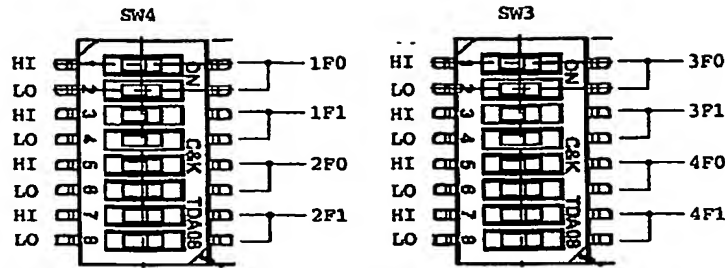 SW4
HI 1 ON 1F0
LO 2
HI 3 1F1
LO 4 C&K
HI 5 2F0
LO 6
HI 7 TDA08 2F1
LO 8
SW3
HI 1 ON 3F0
LO 2
HI 3 3F1
LO 4 C&K
HI 5 4F0
LO 6
HI 7 TDA08 4F1
LO 8